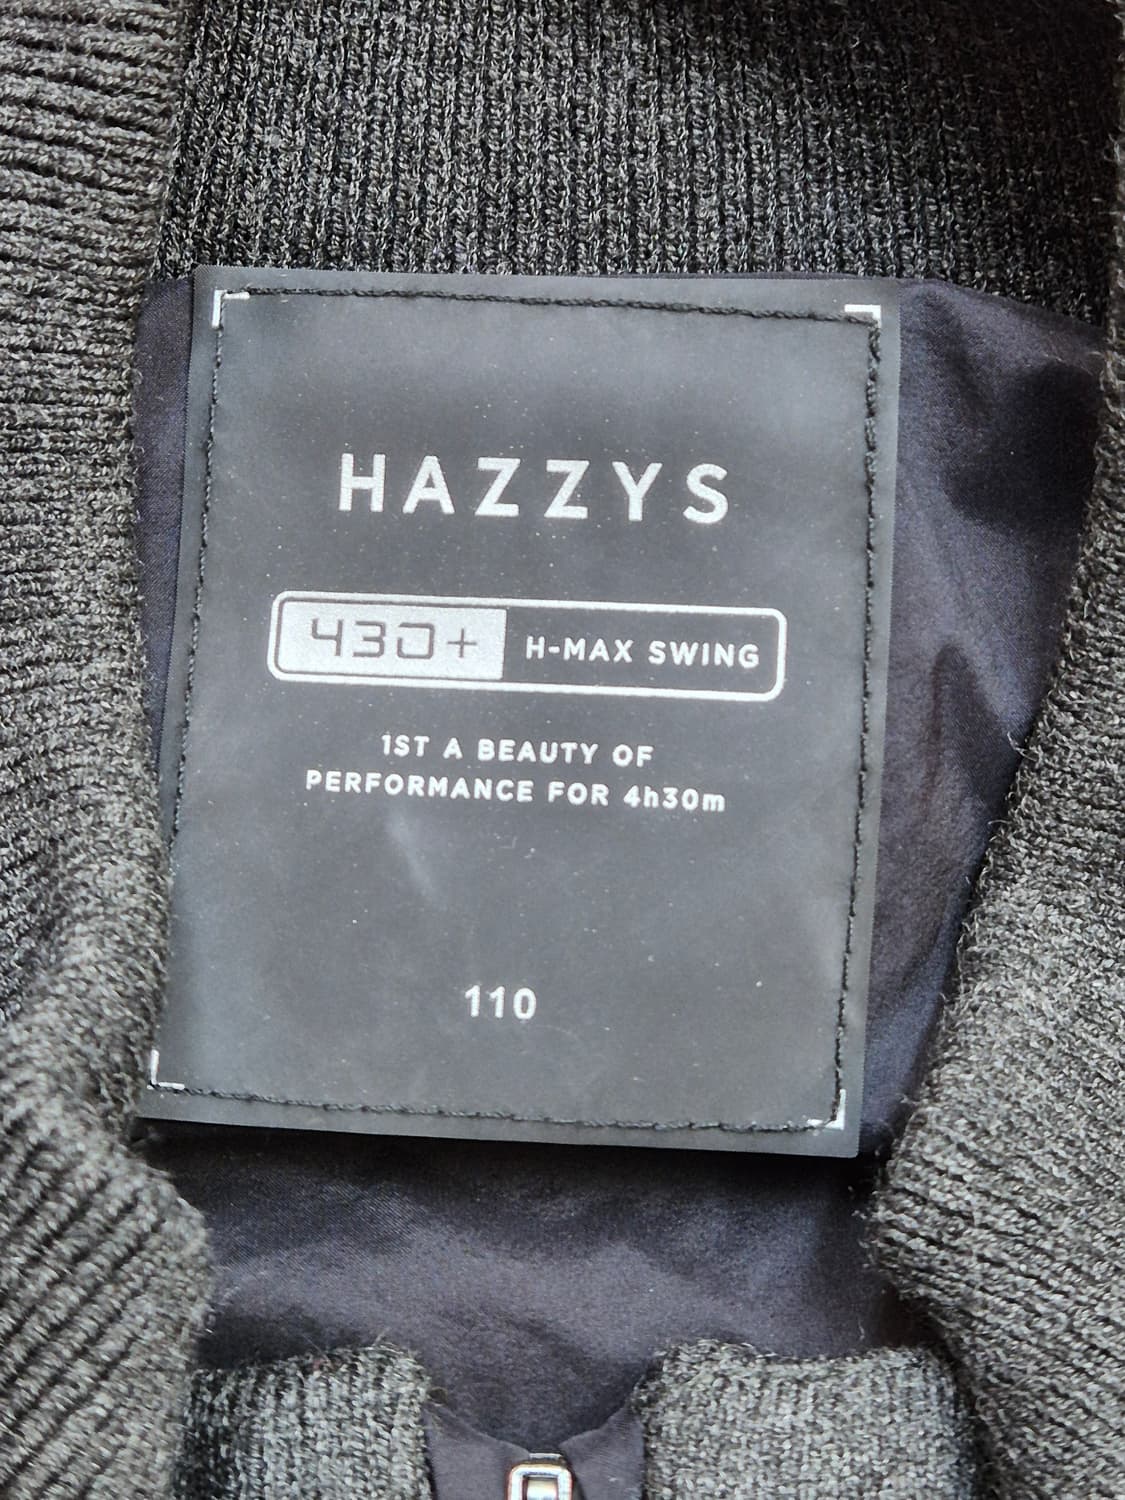 HAZZYS
430+ H-MAX SWING
1ST A BEAUTY OF
PERFORMANCE FOR 4h30m
110